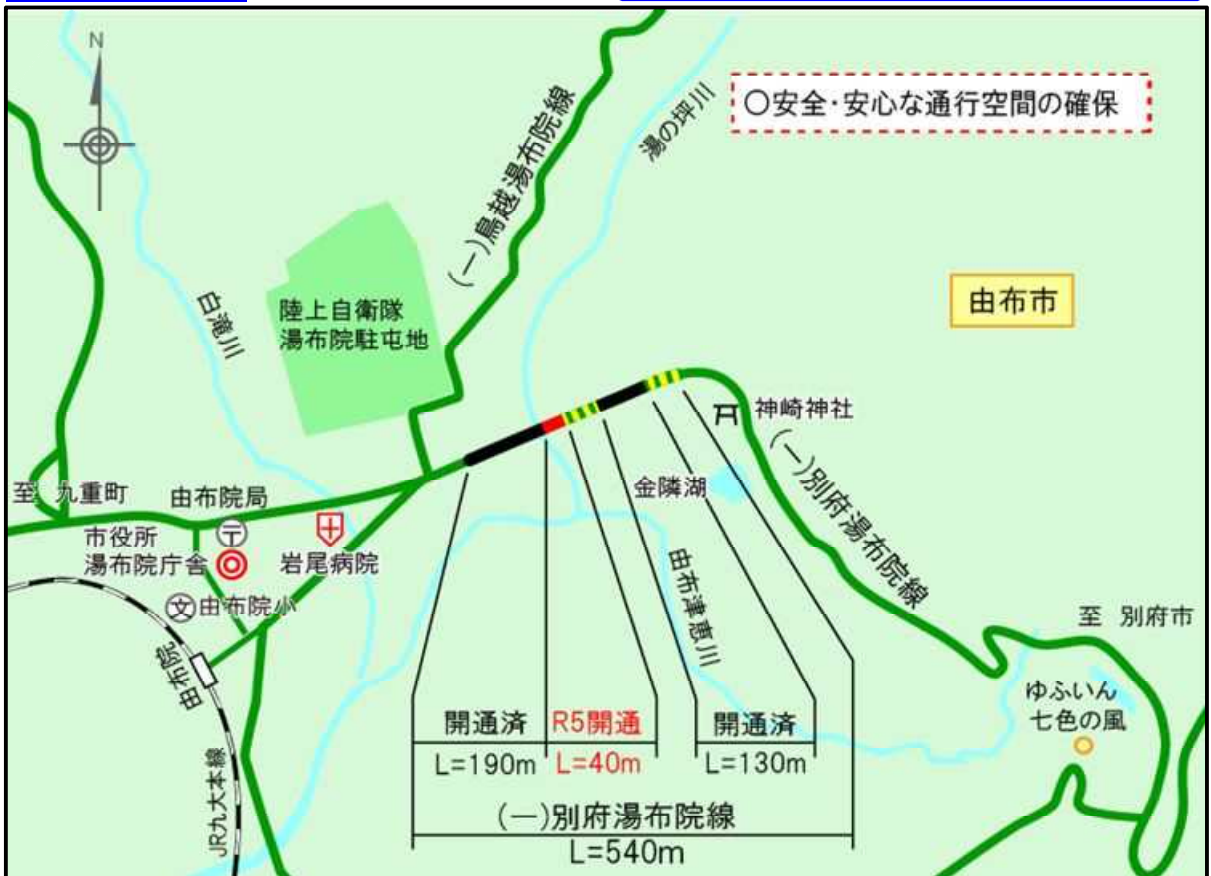 N
〇安全・安心な通行空間の確保
湯の坪川
(一)鳥越湯布院線
白滝川
陸上自衛隊
湯布院駐屯地
由布市
神崎神社
(一)別府湯布院線
金隣湖
至 九重町
由布院局
〒
市役所
湯布院庁舎
岩尾病院
文
由布院小
由布院
由布津恵川
至 別府市
ゆふいん
七色の風
JR九大本線
開通済
R5開通
開通済
L=190m
L=40m
L=130m
(一)別府湯布院線
L=540m